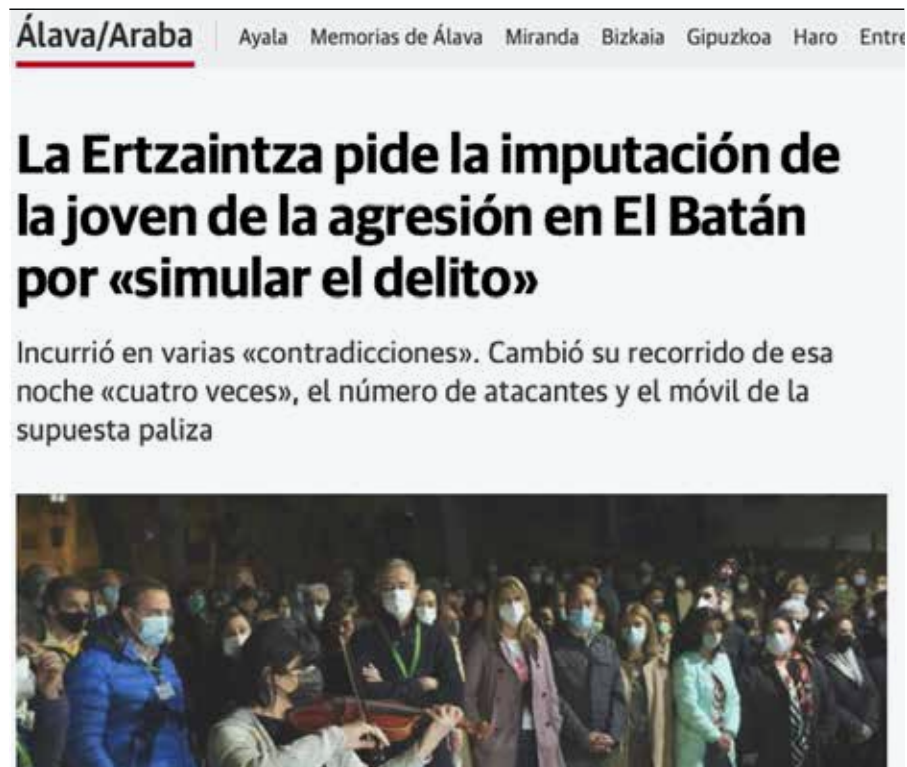 Álava/Araba Ayala Memorias de Álava Miranda Bizkaia Gipuzkoa Haro Entre
La Ertzaintza pide la imputación de
la joven de la agresión en El Batán
por «simular el delito»
Incurrió en varias «contradicciones». Cambió su recorrido de esa
noche «cuatro veces», el número de atacantes y el móvil de la
supuesta paliza